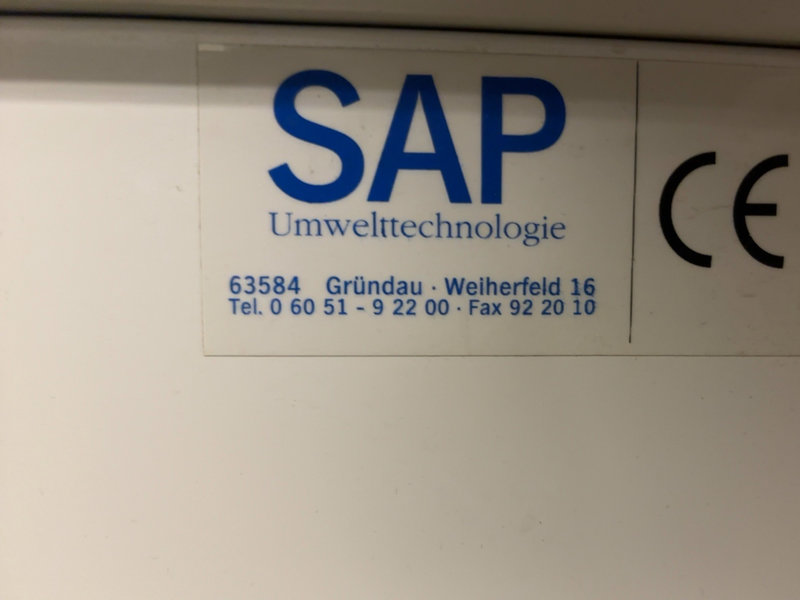 SAP
Umwelttechnologie
63584 Gründau · Weiherfeld 16
Tel. 0 60 51 - 9 22 00 · Fax 92 20 10
CE